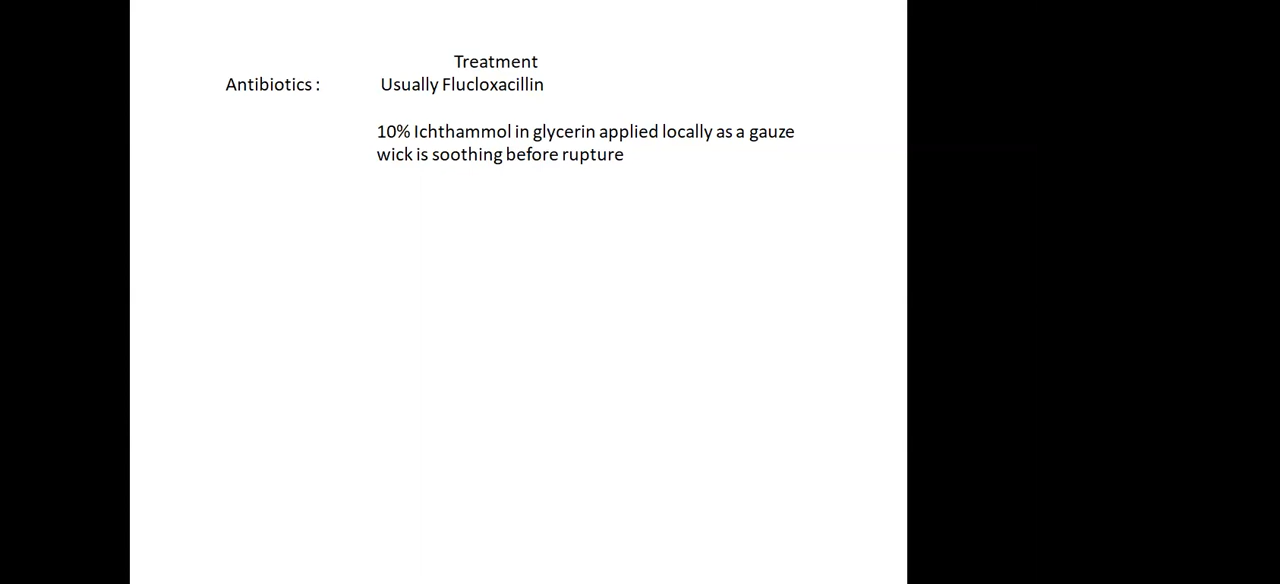 Treatment
Antibiotics : Usually Flucloxacillin
10% Ichthammol in glycerin applied locally as a gauze
wick is soothing before rupture